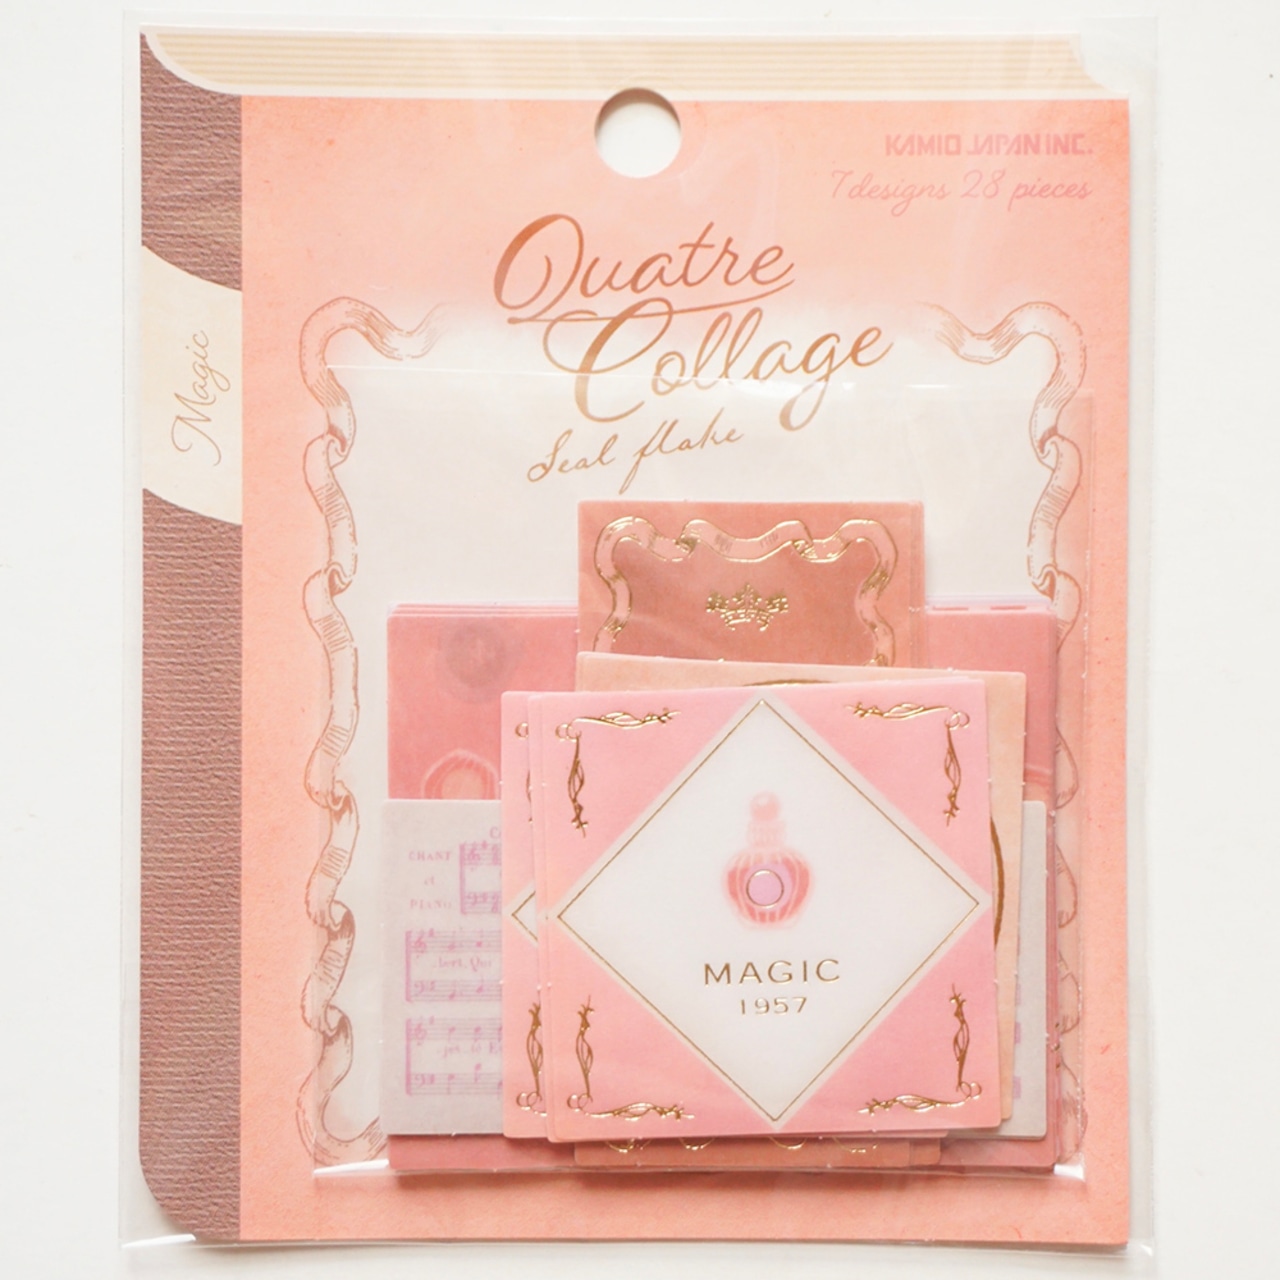 KAMIO JAPAN INC.
7 designs 28 pieces
Quatre
Collage
Seal flake
Magic
CHANT
et
PIANO
MAGIC
1957